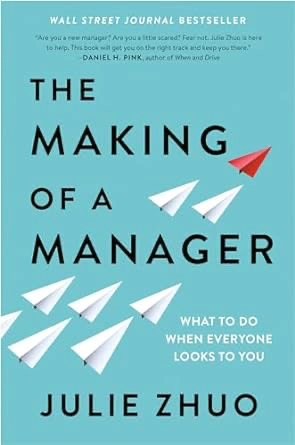 WALL STREET JOURNAL BESTSELLER
"Are you a new manager? Are you a little scared? Fear not. Julie Zhuo is here
to help. This book will get you on the right track and keep you there."
—DANIEL H. PINK, author of When and Drive
THE
MAKING
OF A
MANAGER
WHAT TO DO
WHEN EVERYONE
LOOKS TO YOU
JULIE ZHUO